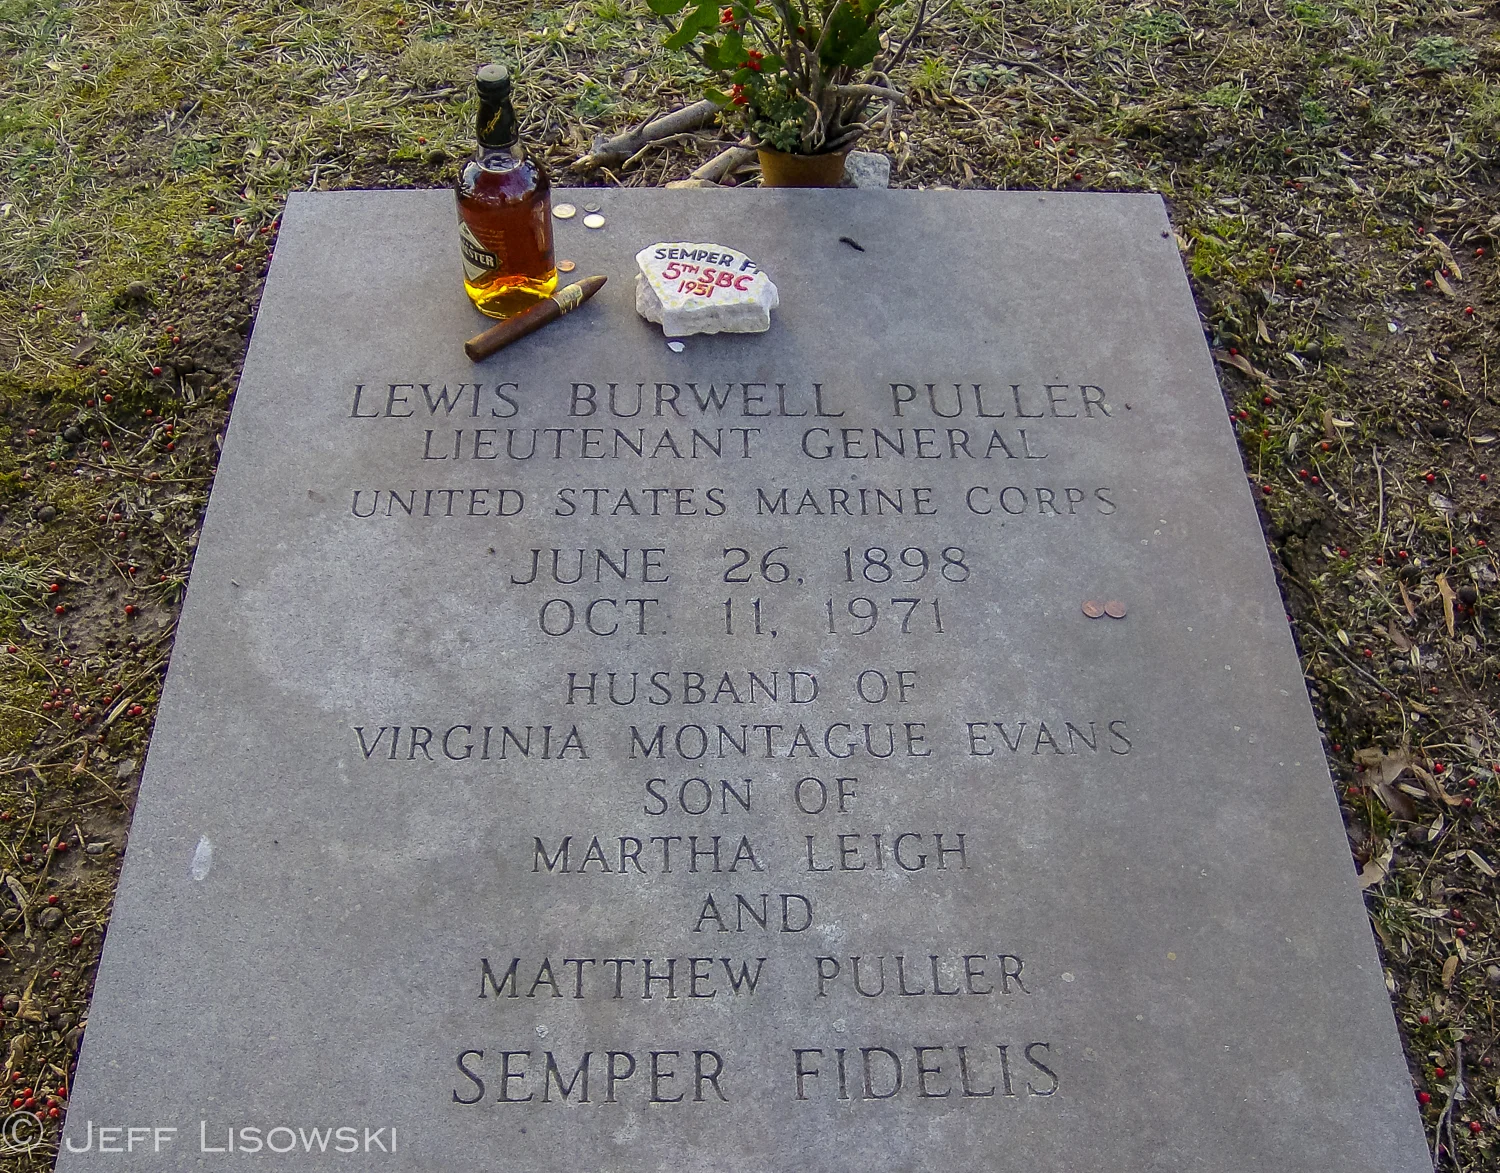 SEMPER FI
5TH SBC
1951
LEWIS BURWELL PULLER
LIEUTENANT GENERAL
UNITED STATES MARINE CORPS
JUNE 26, 1898
OCT. 11, 1971
HUSBAND OF
VIRGINIA MONTAGUE EVANS
SON OF
MARTHA LEIGH
AND
MATTHEW PULLER
SEMPER FIDELIS
© JEFF LISOWSKI